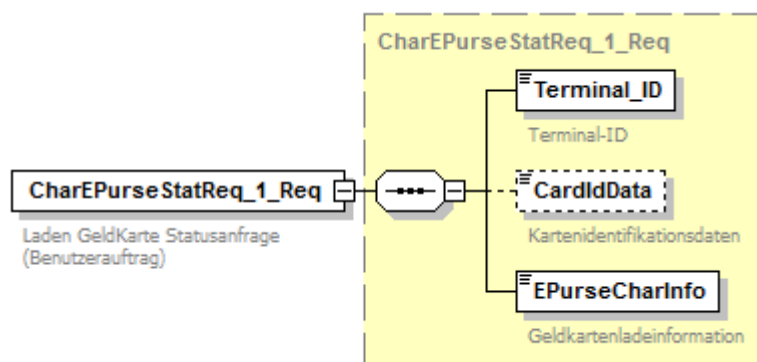 CharEPurseStatReq_1_Req
Terminal_ID
Terminal-ID
CharEPurseStatReq_1_Req
Laden GeldKarte Statusanfrage
(Benutzerauftrag)
CardIdData
Kartenidentifikationsdaten
EPurseCharInfo
Geldkartenladeinformation